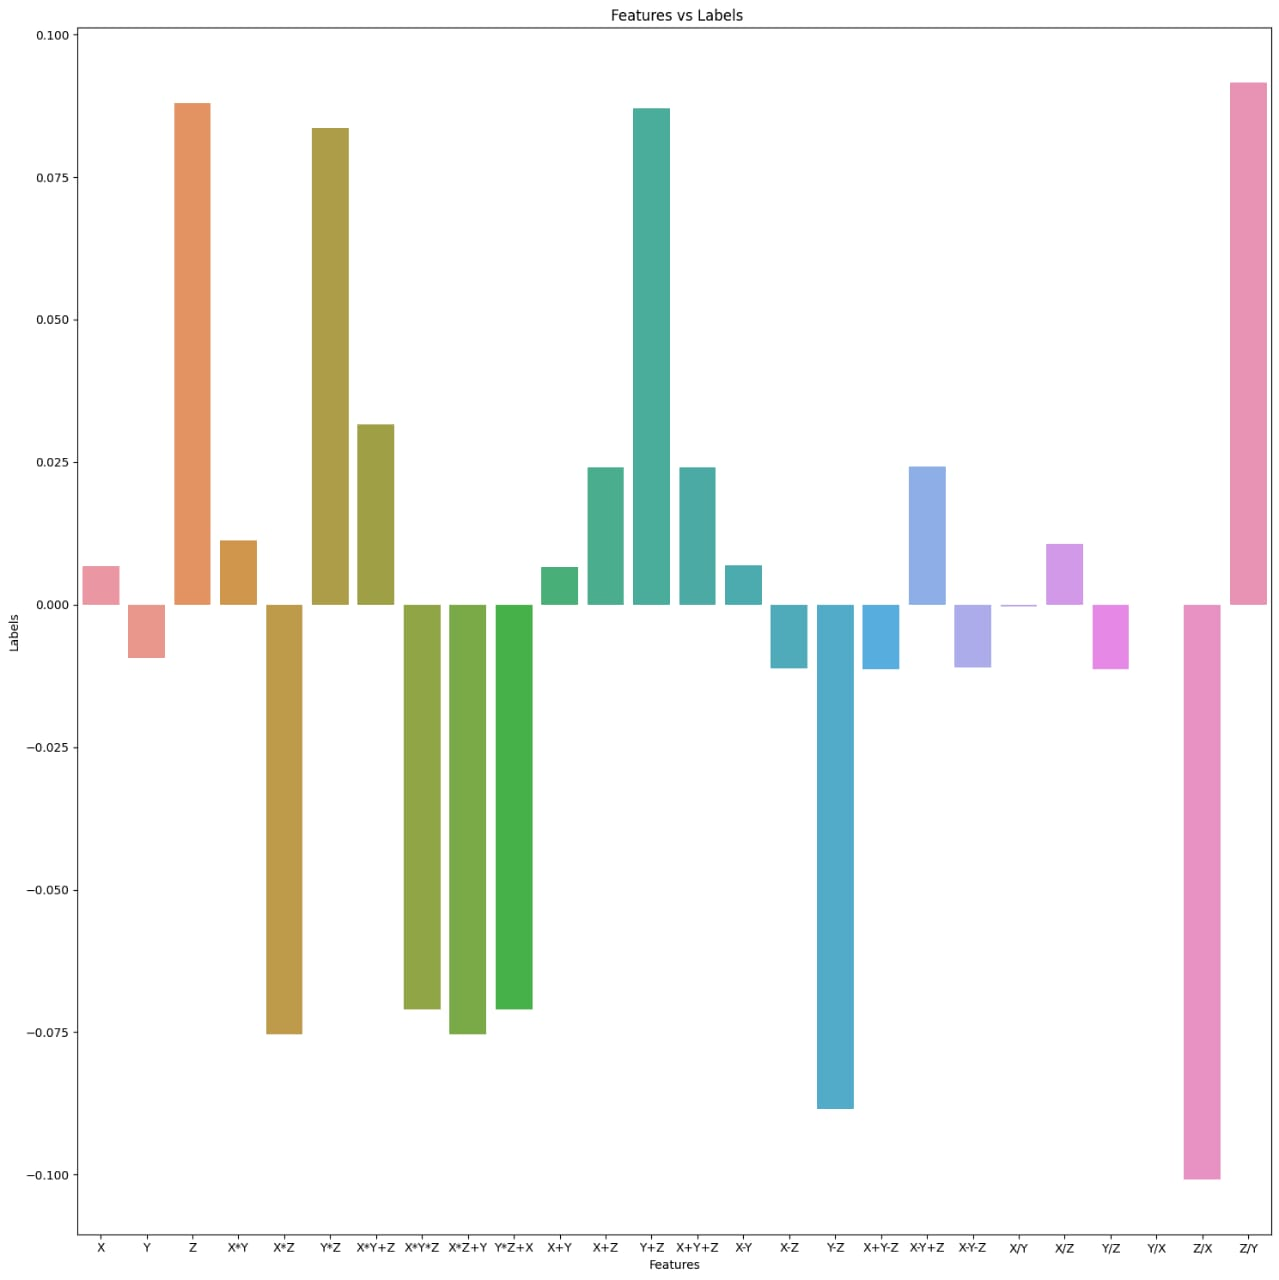 Features vs Labels
0.100
0.075
0.050
0.025
0.000
−0.025
−0.050
−0.075
−0.100
Labels
X Y Z X*Y X*Z Y*Z X*Y+Z X*Y*Z X*Z+Y Y*Z+X X+Y X+Z Y+Z X+Y+Z X-Y X-Z Y-Z X+Y-Z X-Y+Z X-Y-Z X/Y X/Z Y/Z Y/X Z/X Z/Y
Features